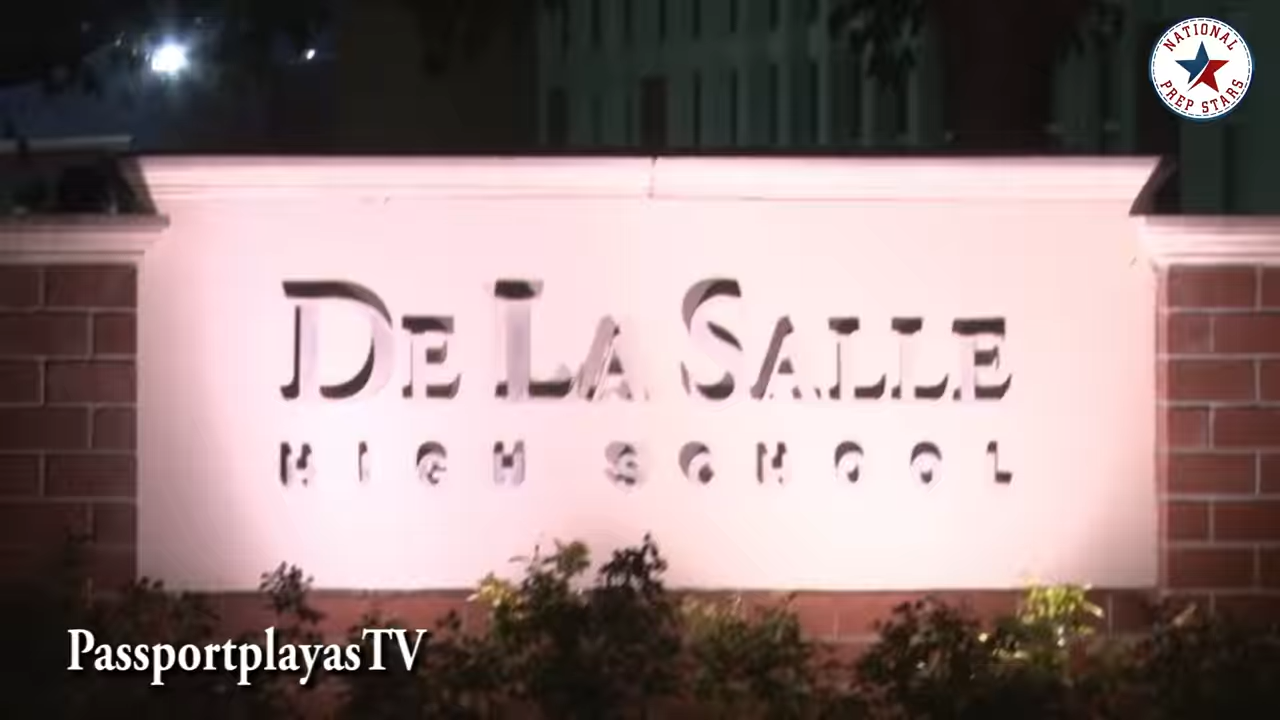 NATIONAL
PREP STARS
DE LA SALLE
HIGH SCHOOL
PassportplayasTV